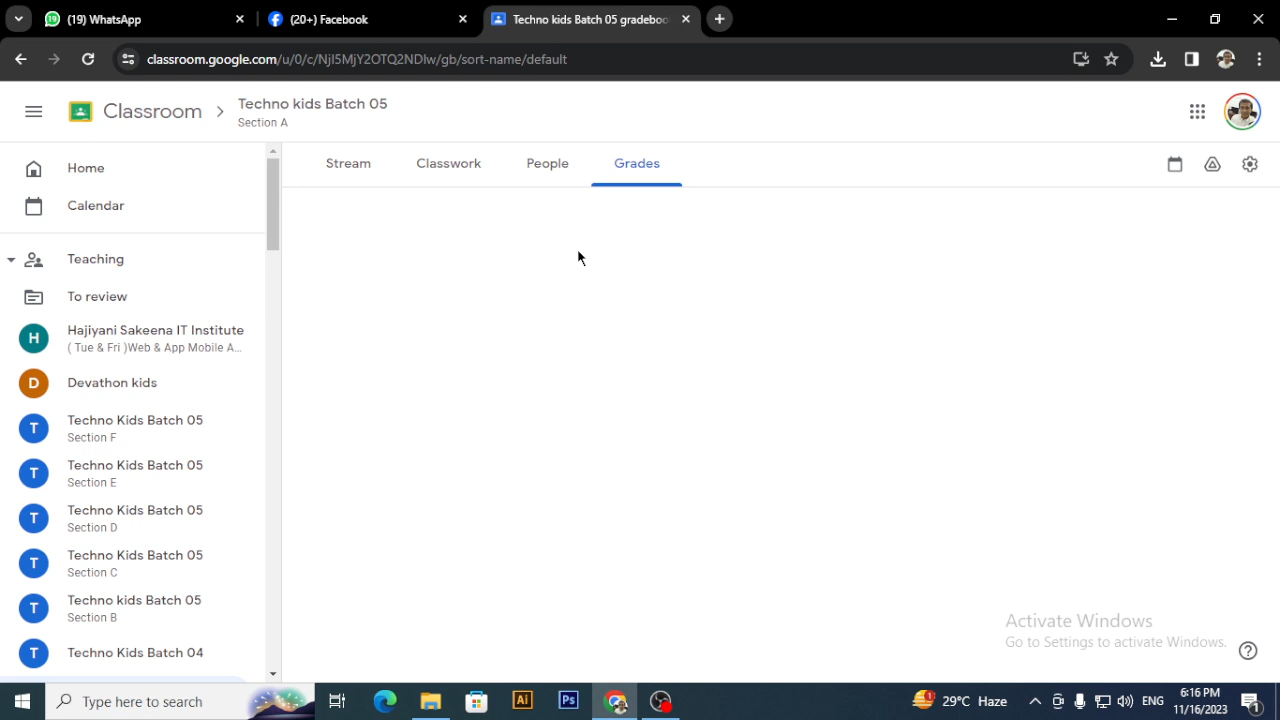 (19) WhatsApp
(20+) Facebook
Techno kids Batch 05 gradeboo
classroom.google.com/u/0/c/NjI5MjY2OTQ2NDIw/gb/sort-name/default
Classroom
Techno kids Batch 05
Section A
Home
Calendar
Teaching
To review
H
Hajiyani Sakeena IT Institute
( Tue & Fri )Web & App Mobile A...
D
Devathon kids
T
Techno Kids Batch 05
Section F
T
Techno Kids Batch 05
Section E
T
Techno Kids Batch 05
Section D
T
Techno Kids Batch 05
Section C
T
Techno kids Batch 05
Section B
T
Techno Kids Batch 04
Stream
Classwork
People
Grades
Activate Windows
Go to Settings to activate Windows.
Type here to search
Ai
Ps
1
29°C Haze
ENG
6:16 PM
11/16/2023
1